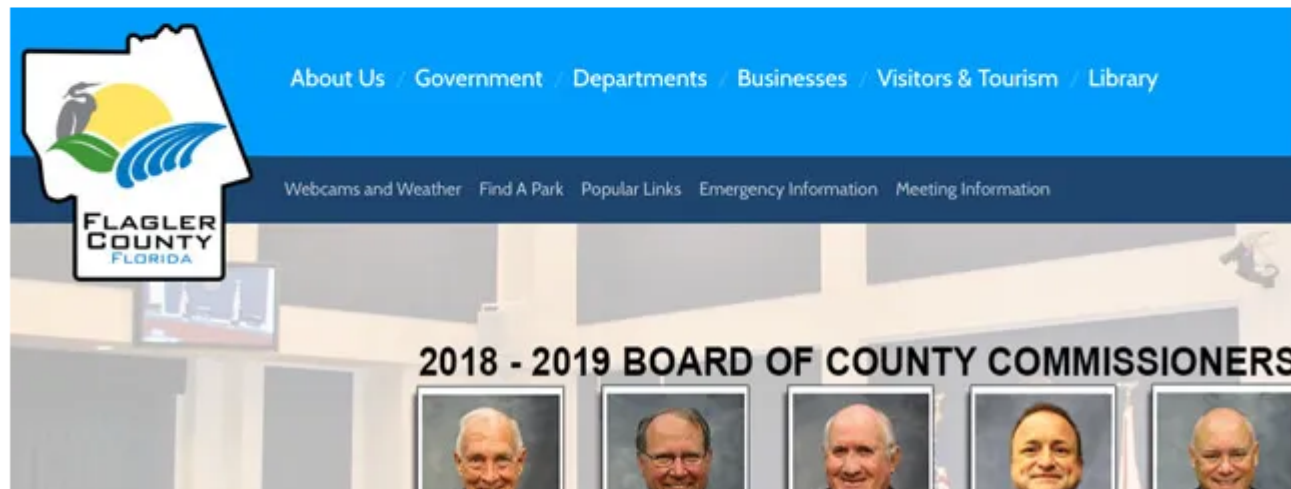 About Us / Government / Departments / Businesses / Visitors & Tourism / Library
Webcams and Weather Find A Park Popular Links Emergency Information Meeting Information
FLAGLER
COUNTY
FLORIDA
2018 - 2019 BOARD OF COUNTY COMMISSIONERS